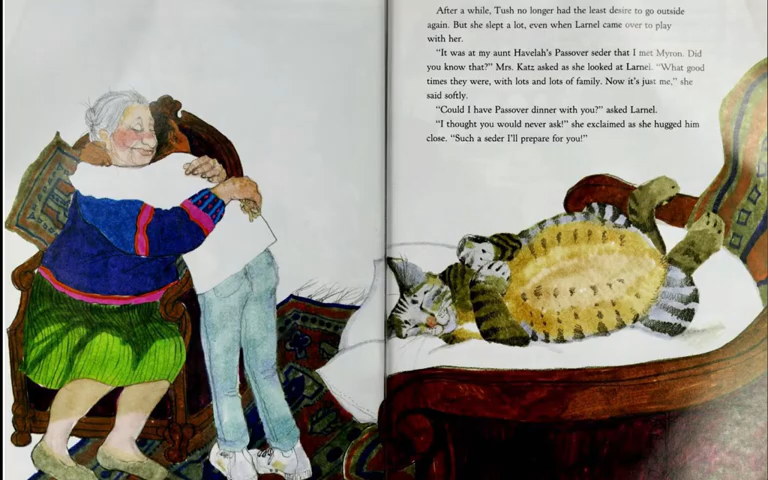 After a while, Tush no longer had the least desire to go outside
again. But she slept a lot, even when Larnel came over to play
with her.
“It was at my aunt Havelah’s Passover seder that I met Myron. Did
you know that?” Mrs. Katz asked as she looked at Larnel. “What good
times they were, with lots and lots of family. Now it’s just me,” she
said softly.
“Could I have Passover dinner with you?” asked Larnel.
“I thought you would never ask!” she exclaimed as she hugged him
close. “Such a seder I’ll prepare for you!”